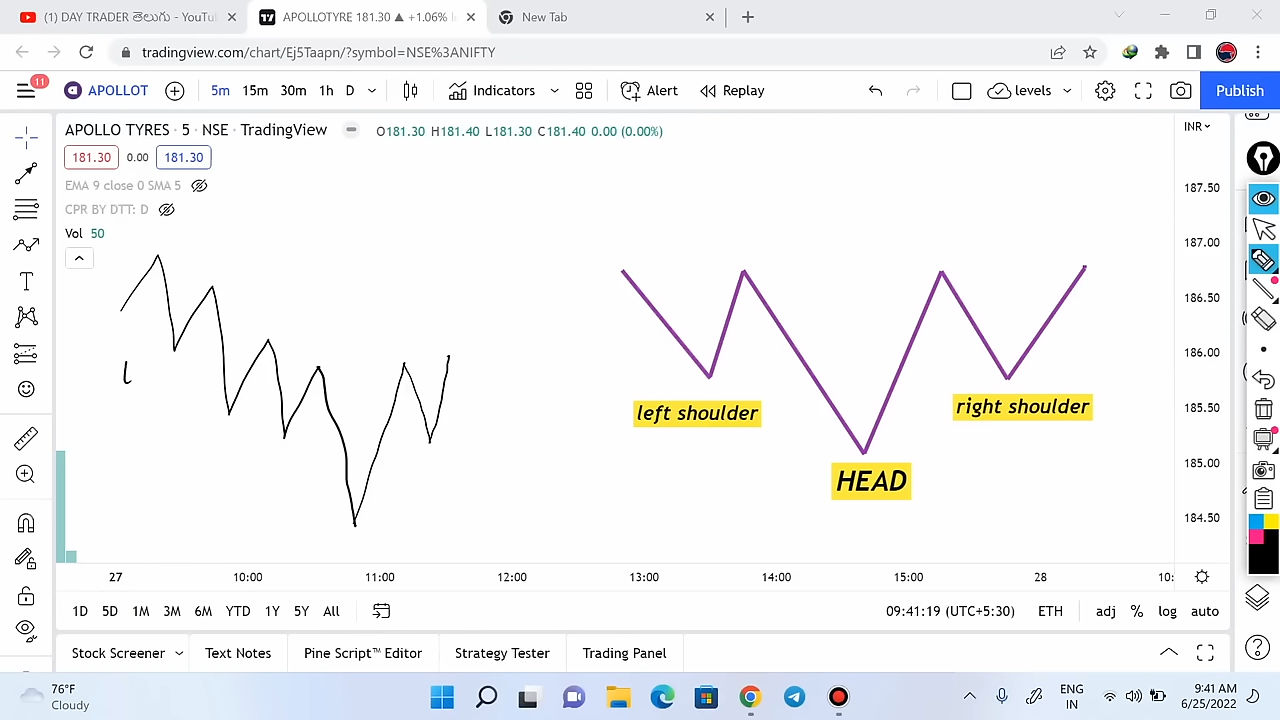 (1) DAY TRADER తెలుగు - YouTu
APOLLOTYRE 181.30 ▲ +1.06%
New Tab
tradingview.com/chart/Ej5Taapn/?symbol=NSE%3ANIFTY
11
APOLLOT
5m 15m 30m 1h D
Indicators
Alert
Replay
levels
Publish
APOLLO TYRES · 5 · NSE · TradingView
O181.30 H181.40 L181.30 C181.40 0.00 (0.00%)
INR
181.30 0.00 181.30
EMA 9 close 0 SMA 5
CPR BY DTT: D
Vol 50
187.50
187.00
186.50
186.00
185.50
185.00
184.50
L
left shoulder
right shoulder
HEAD
27 10:00 11:00 12:00 13:00 14:00 15:00 28 10:
1D 5D 1M 3M 6M YTD 1Y 5Y All
09:41:19 (UTC+5:30) ETH adj % log auto
Stock Screener Text Notes Pine Script™ Editor Strategy Tester Trading Panel
76°F
Cloudy
ENG
IN
9:41 AM
6/25/2022